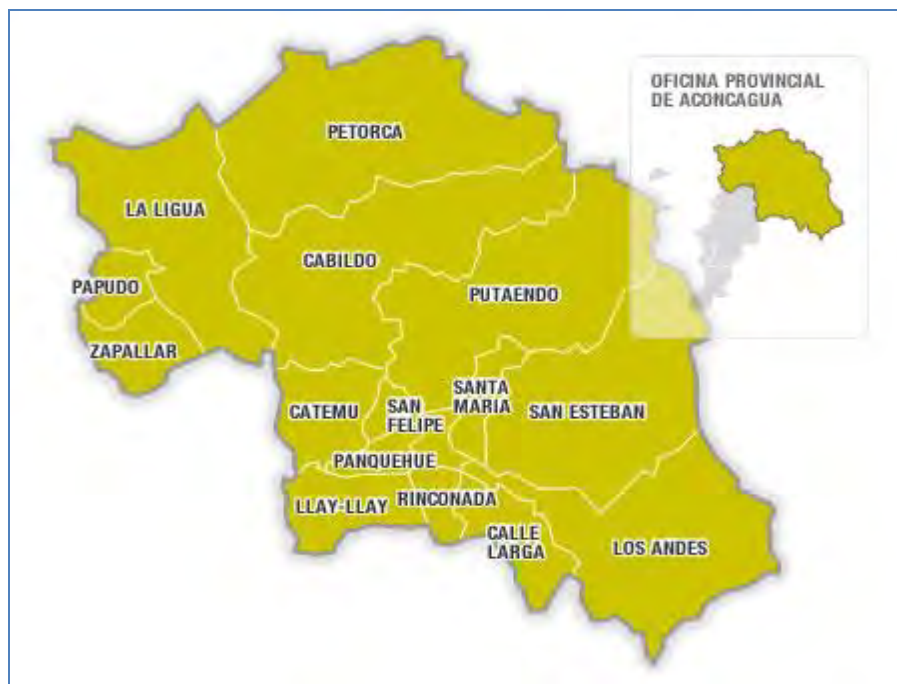 OFICINA PROVINCIAL
DE ACONCAGUA
PETORCA
LA LIGUA
CABILDO
PAPUDO
PUTAENDO
ZAPALLAR
SANTA
MARIA
CATEMU
SAN
FELIPE
SAN ESTEBAN
PANQUEHUE
LLAY-LLAY
RINCONADA
CALLE
LARGA
LOS ANDES